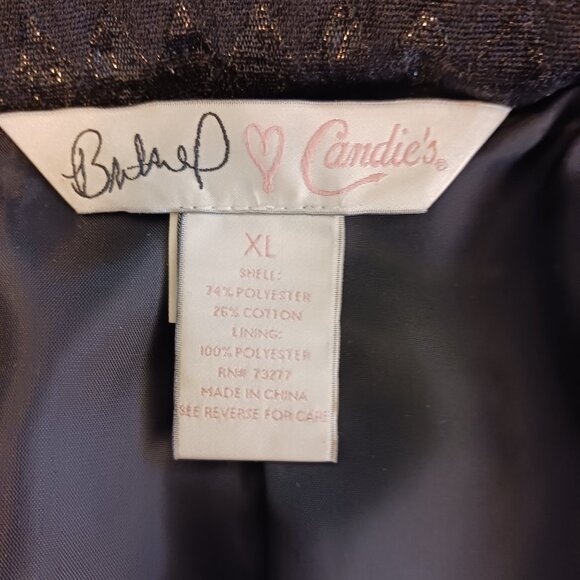 Britney ♡ Candie's®
XL
SHELL:
74% POLYESTER
26% COTTON
LINING:
100% POLYESTER
RN# 73277
MADE IN CHINA
SEE REVERSE FOR CARE